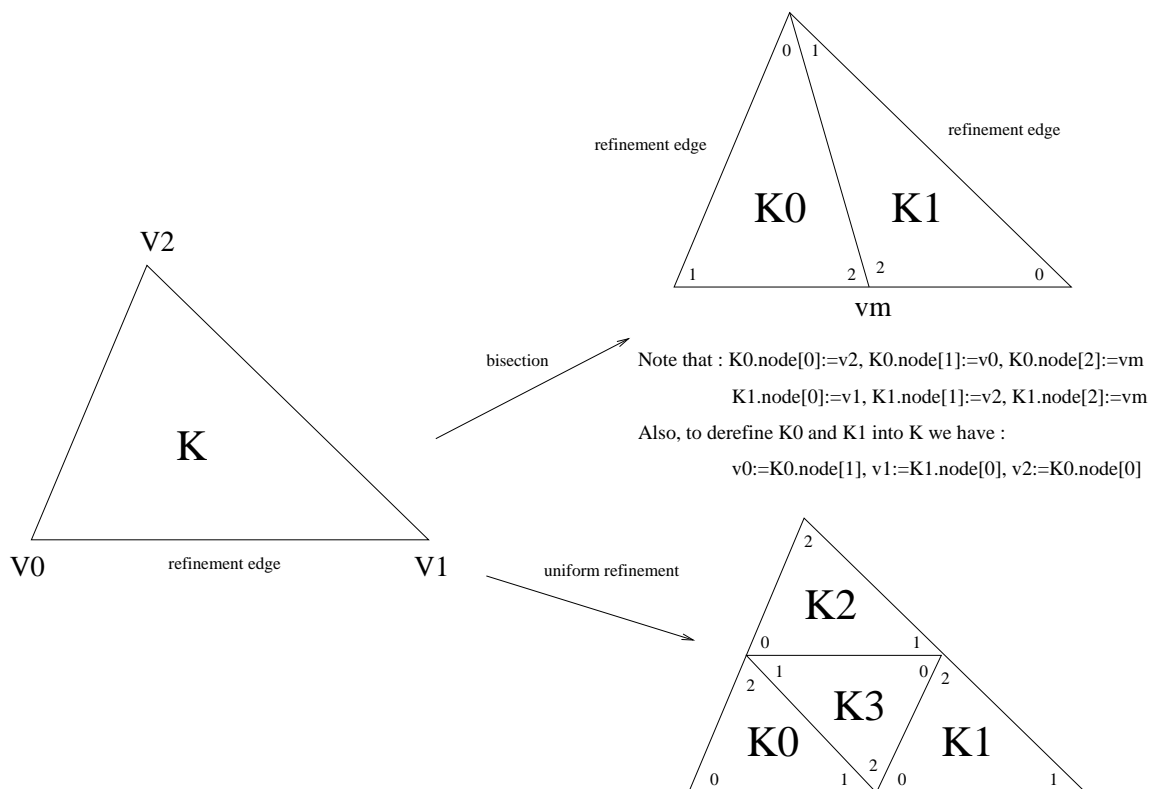 0 1
refinement edge
refinement edge
K0 K1
V2
1 2 2 0
vm
bisection
Note that : K0.node[0]:=v2, K0.node[1]:=v0, K0.node[2]:=vm
K1.node[0]:=v1, K1.node[1]:=v2, K1.node[2]:=vm
K
Also, to derefine K0 and K1 into K we have :
v0:=K0.node[1], v1:=K1.node[0], v2:=K0.node[0]
V0 refinement edge V1
2
uniform refinement
K2
0 1
2 1 0 2
K3
K0 K1
0 1 2 0 1